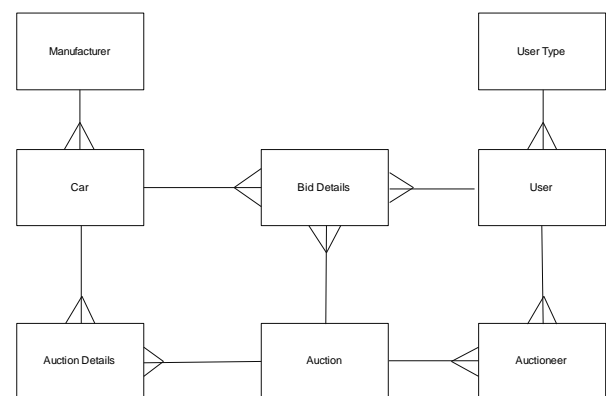 Manufacturer
User Type
Car
Bid Details
User
Auction Details
Auction
Auctioneer